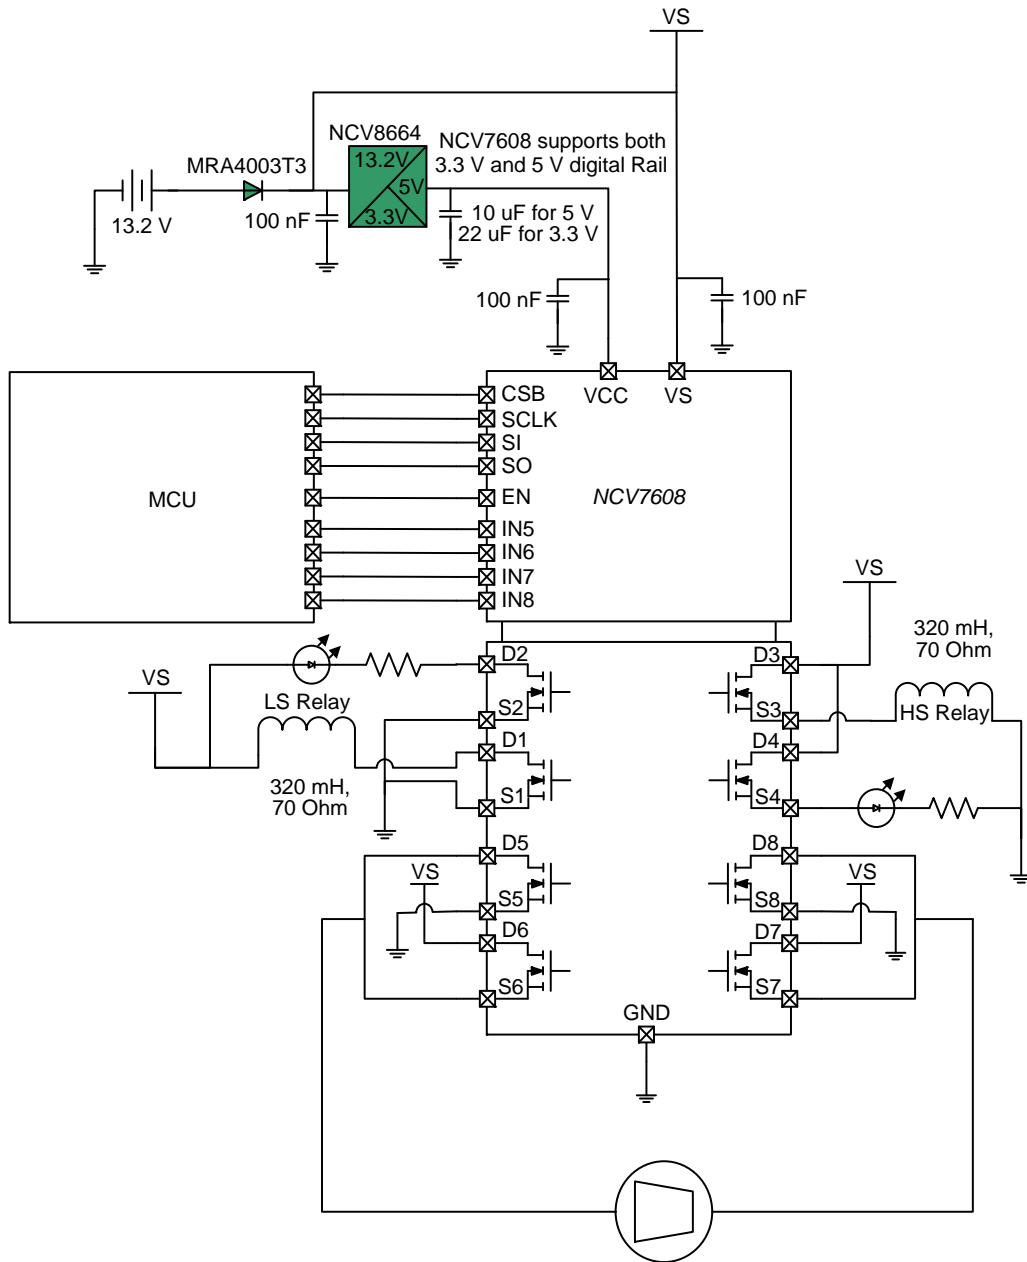 VS
NCV8664
NCV7608 supports both
3.3 V and 5 V digital Rail
MRA4003T3
13.2V
5V
3.3V
13.2 V
100 nF
10 uF for 5 V
22 uF for 3.3 V
100 nF
100 nF
VCC
VS
CSB
SCLK
SI
SO
EN
IN5
IN6
IN7
IN8
MCU
NCV7608
VS
320 mH,
70 Ohm
D2
D3
VS
LS Relay
S2
S3
HS Relay
D1
D4
320 mH,
70 Ohm
S1
S4
D5
D8
VS
VS
S5
S8
D6
D7
S6
S7
GND